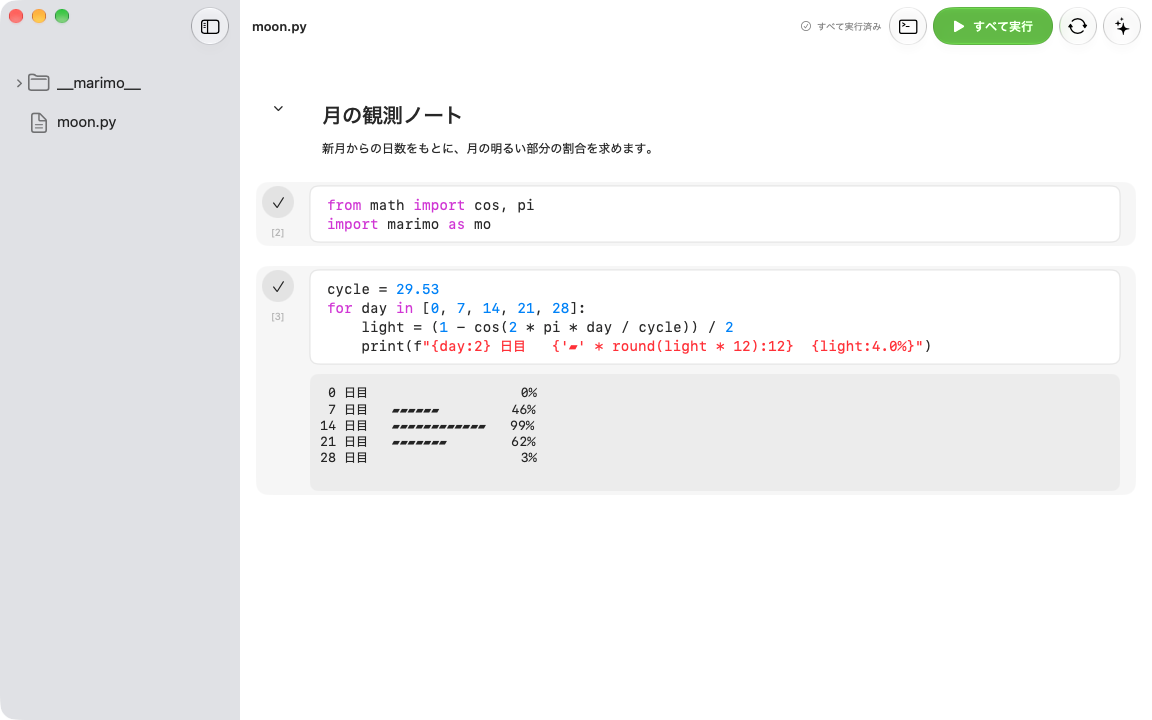 moon.py
すべて実行済み
すべて実行
__marimo__
moon.py
月の観測ノート
新月からの日数をもとに、月の明るい部分の割合を求めます。
[2]
from math import cos, pi
import marimo as mo
[3]
cycle = 29.53
for day in [0, 7, 14, 21, 28]:
    light = (1 - cos(2 * pi * day / cycle)) / 2
    print(f"{day:2} 日目   {'▰' * round(light * 12):12}  {light:4.0%}")
 0 日目                  0%
 7 日目   ▰▰▰▰▰▰         46%
14 日目   ▰▰▰▰▰▰▰▰▰▰▰▰   99%
21 日目   ▰▰▰▰▰▰▰        62%
28 日目                  3%